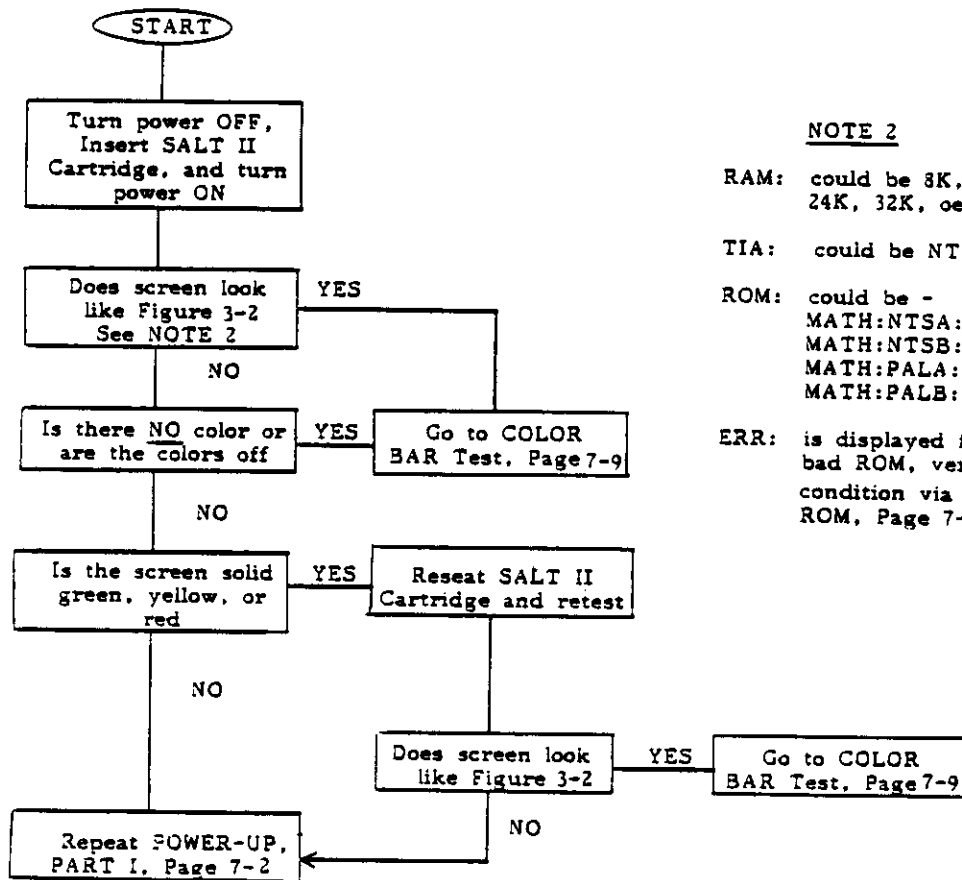 START
Turn power OFF,
Insert SALT II
Cartridge, and turn
power ON
Does screen look
like Figure 3-2
See NOTE 2
YES
NO
Is there NO color or
are the colors off
YES
Go to COLOR
BAR Test, Page 7-9
NO
Is the screen solid
green, yellow, or
red
YES
Reseat SALT II
Cartridge and retest
NO
Does screen look
like Figure 3-2
YES
Go to COLOR
BAR Test, Page 7-9
NO
Repeat POWER-UP,
PART I, Page 7-2
NOTE 2
RAM: could be 8K,
24K, 32K, oe
TIA: could be NT
ROM: could be -
MATH:NTSA:
MATH:NTSB:
MATH:PALA:
MATH:PALB:
ERR: is displayed
bad ROM, ver
condition via
ROM, Page 7-